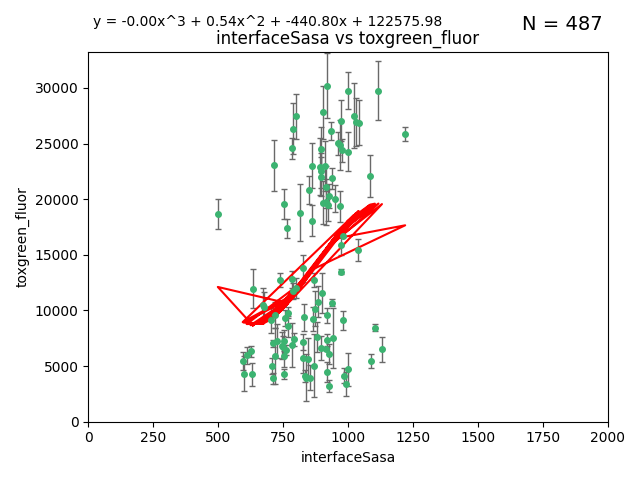 y = -0.00x^3 + 0.54x^2 + -440.80x + 122575.98
N = 487
interfaceSasa vs toxgreen_fluor
30000
25000
20000
15000
10000
5000
0
toxgreen_fluor
0 250 500 750 1000 1250 1500 1750 2000
interfaceSasa